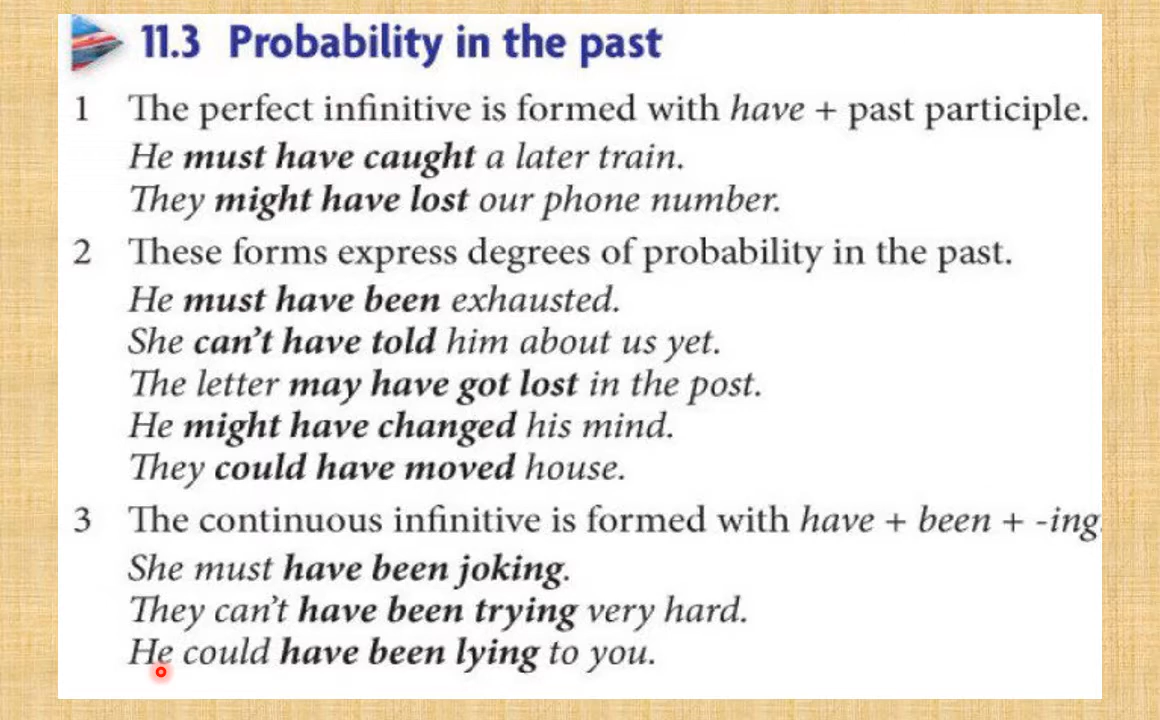 11.3 Probability in the past
1 The perfect infinitive is formed with have + past participle.
He must have caught a later train.
They might have lost our phone number.
2 These forms express degrees of probability in the past.
He must have been exhausted.
She can't have told him about us yet.
The letter may have got lost in the post.
He might have changed his mind.
They could have moved house.
3 The continuous infinitive is formed with have + been + -ing.
She must have been joking.
They can't have been trying very hard.
He could have been lying to you.